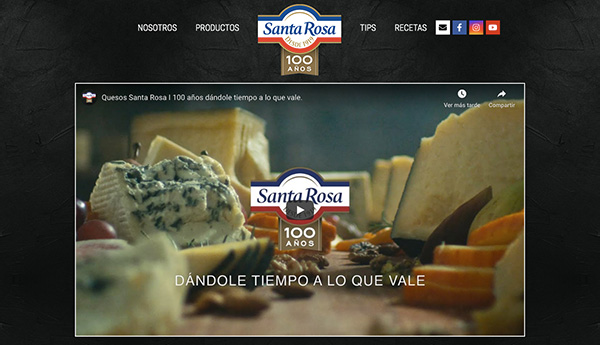 NOSOTROS
PRODUCTOS
Santa Rosa
DESDE 1919
100
AÑOS
TIPS
RECETAS
Quesos Santa Rosa I 100 años dándole tiempo a lo que vale.
Ver más tarde
Compartir
Santa Rosa
100
AÑOS
DÁNDOLE TIEMPO A LO QUE VALE